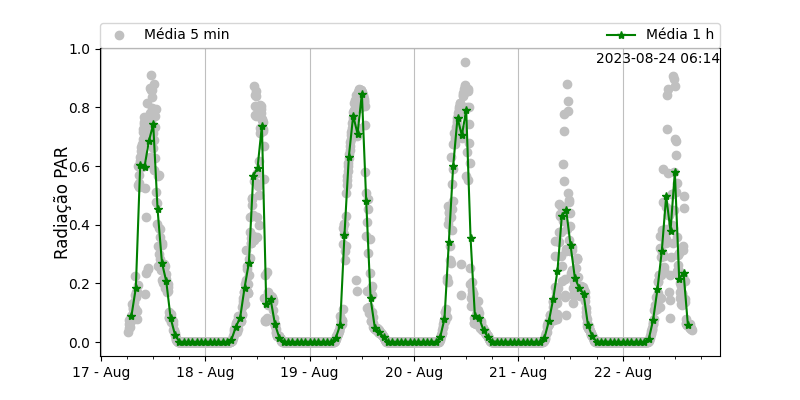 Média 5 min
Média 1 h
2023-08-24 06:14
Radiação PAR
1.0
0.8
0.6
0.4
0.2
0.0
17 - Aug
18 - Aug
19 - Aug
20 - Aug
21 - Aug
22 - Aug